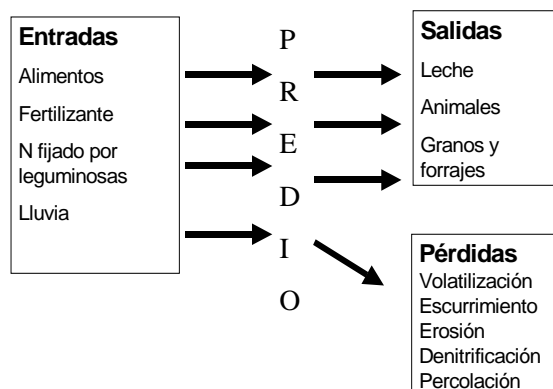 Entradas
Alimentos
Fertilizante
N fijado por
leguminosas
Lluvia
P
R
E
D
I
O
Salidas
Leche
Animales
Granos y
forrajes
Pérdidas
Volatilización
Escurrimiento
Erosión
Denitrificación
Percolación